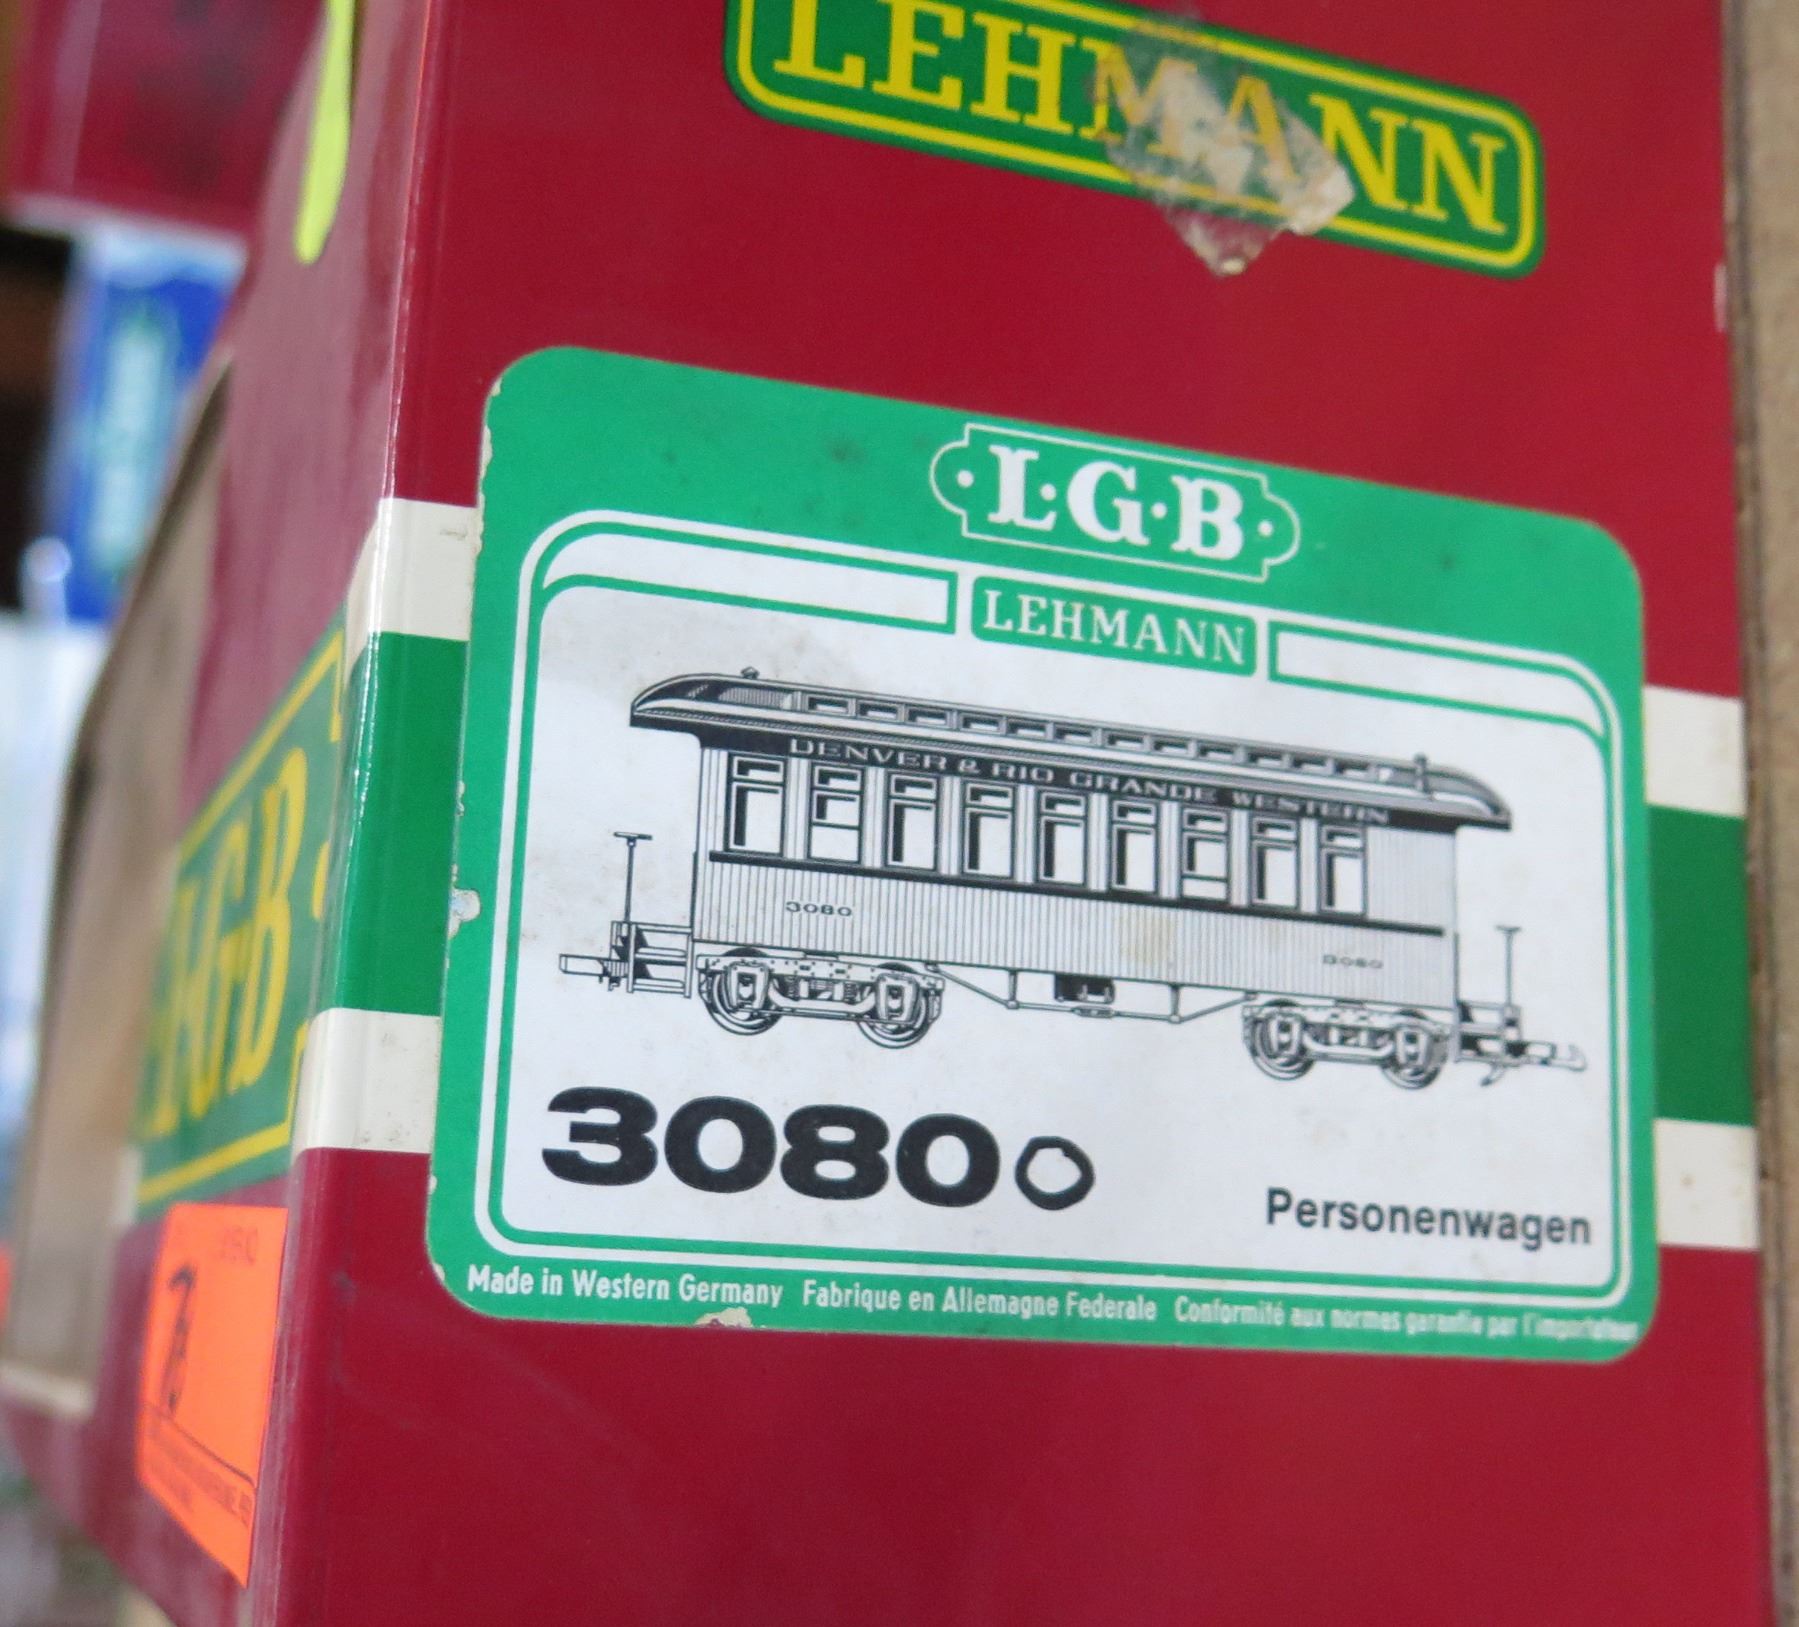 LEHMANN
L·G·B
LEHMANN
DENVER & RIO GRANDE WESTERN
3080
3080
3080 O
Personenwagen
Made in Western Germany Fabrique en Allemagne Federale Conformité aux normes garantie par l'importateur
LGB